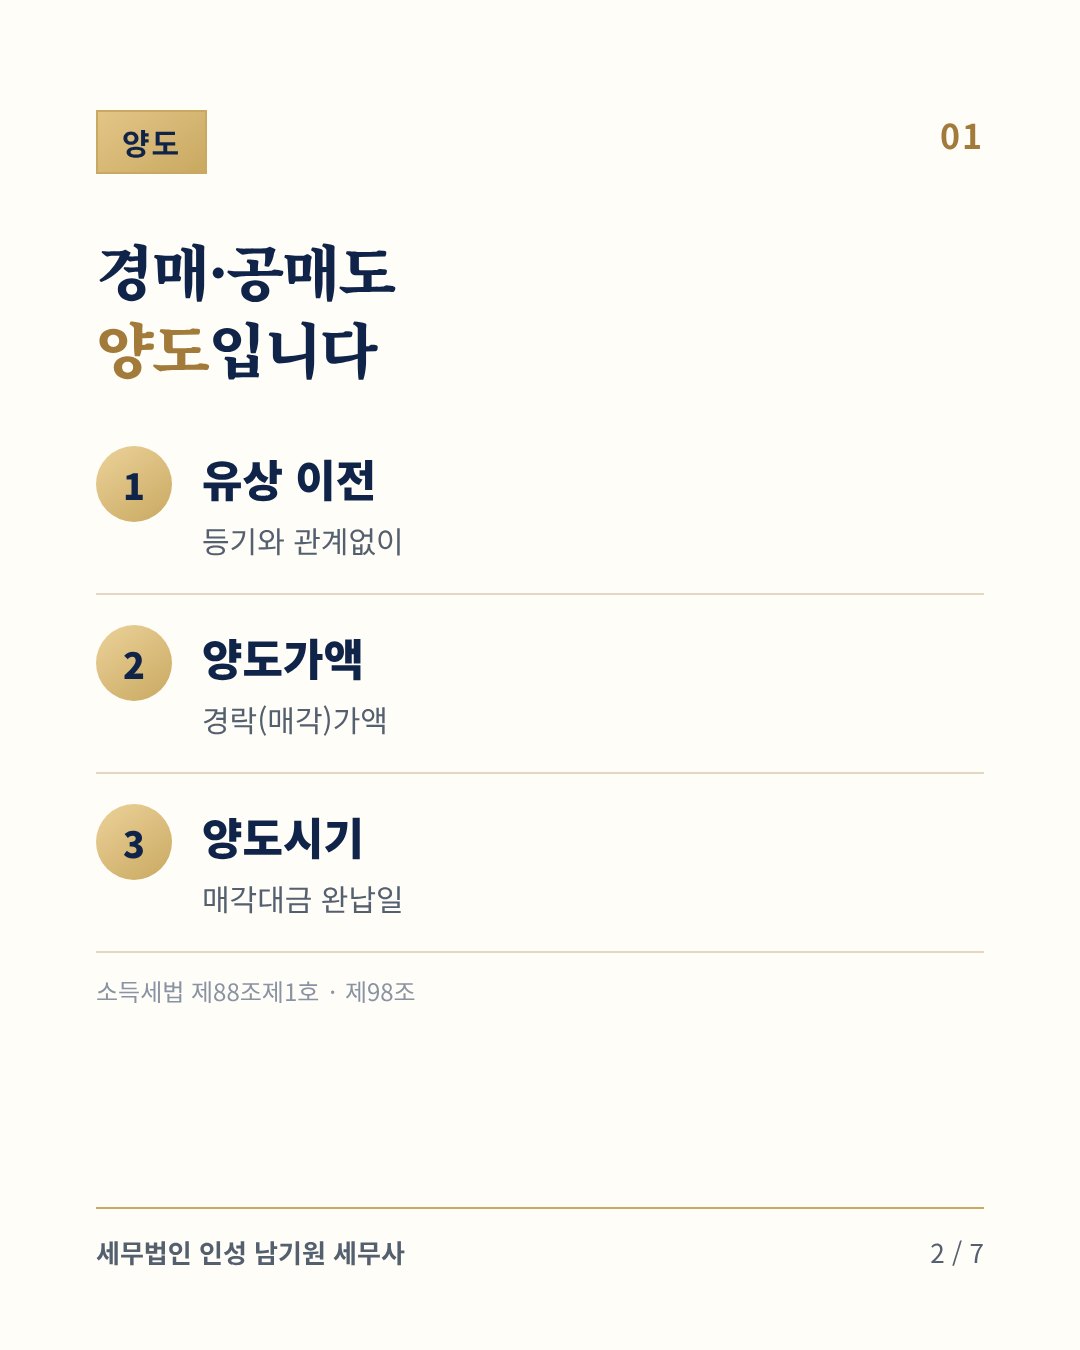 양도
01
경매·공매도
양도입니다
1
유상 이전
등기와 관계없이
2
양도가액
경락(매각)가액
3
양도시기
매각대금 완납일
소득세법 제88조제1호 · 제98조
세무법인 인성 남기원 세무사
2 / 7